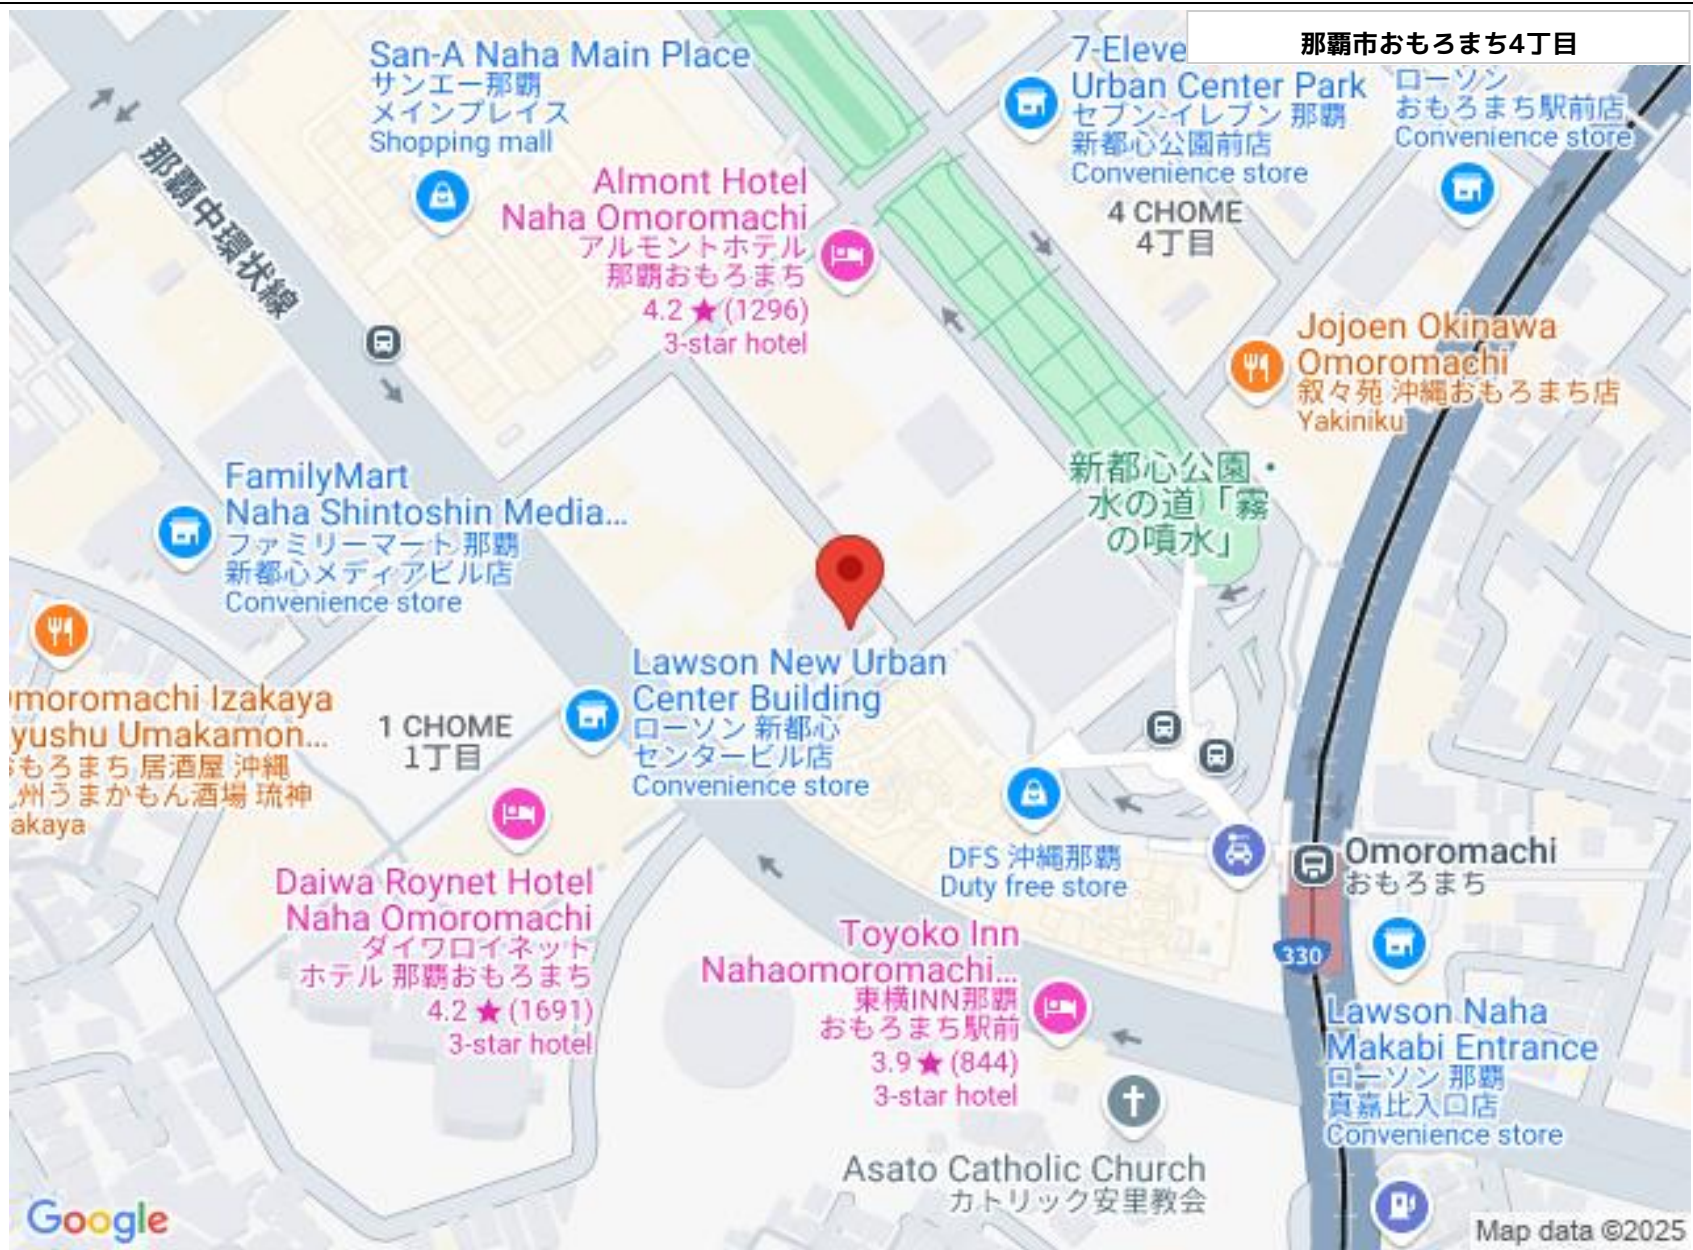 那覇市おもろまち4丁目
San-A Naha Main Place
サンエー那覇
メインプレイス
Shopping mall
7-Eleve
Urban Center Park
セブン-イレブン 那覇
新都心公園前店
Convenience store
ローソン
おもろまち駅前店
Convenience store
那覇中環状線
Almont Hotel
Naha Omoromachi
アルモントホテル
那覇おもろまち
4.2 ★ (1296)
3-star hotel
4 CHOME
4丁目
Jojoen Okinawa
Omoromachi
叙々苑 沖縄おもろまち店
Yakiniku
新都心公園・
水の道「霧
の噴水」
FamilyMart
Naha Shintoshin Media...
ファミリーマート 那覇
新都心メディアビル店
Convenience store
moromachi Izakaya
yushu Umakamon...
おもろまち 居酒屋 沖縄
州うまかもん酒場 琉神
akaya
1 CHOME
1丁目
Lawson New Urban
Center Building
ローソン 新都心
センタービル店
Convenience store
Daiwa Roynet Hotel
Naha Omoromachi
ダイワロイネット
ホテル 那覇おもろまち
4.2 ★ (1691)
3-star hotel
DFS 沖縄那覇
Duty free store
Omoromachi
おもろまち
330
Toyoko Inn
Nahaomoromachi...
東横INN那覇
おもろまち駅前
3.9 ★ (844)
3-star hotel
Lawson Naha
Makabi Entrance
ローソン 那覇
真嘉比入口店
Convenience store
Asato Catholic Church
カトリック安里教会
Google
Map data ©2025